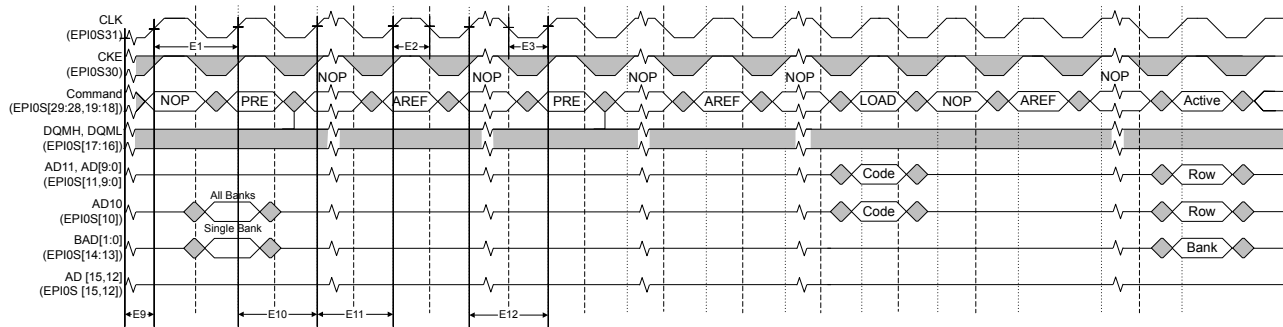 CLK
(EPI0S31)
E1
E2
E3
CKE
(EPI0S30)
NOP
NOP
NOP
NOP
NOP
Command
(EPI0S[29:28,19:18])
NOP
PRE
AREF
PRE
AREF
LOAD
NOP
AREF
Active
DQMH, DQML
(EPI0S[17:16])
AD11, AD[9:0]
(EPI0S[11,9:0])
Code
Row
AD10
(EPI0S[10])
All Banks
Single Bank
Code
Row
BAD[1:0]
(EPI0S[14:13])
Bank
AD [15,12]
(EPI0S [15,12])
E9
E10
E11
E12